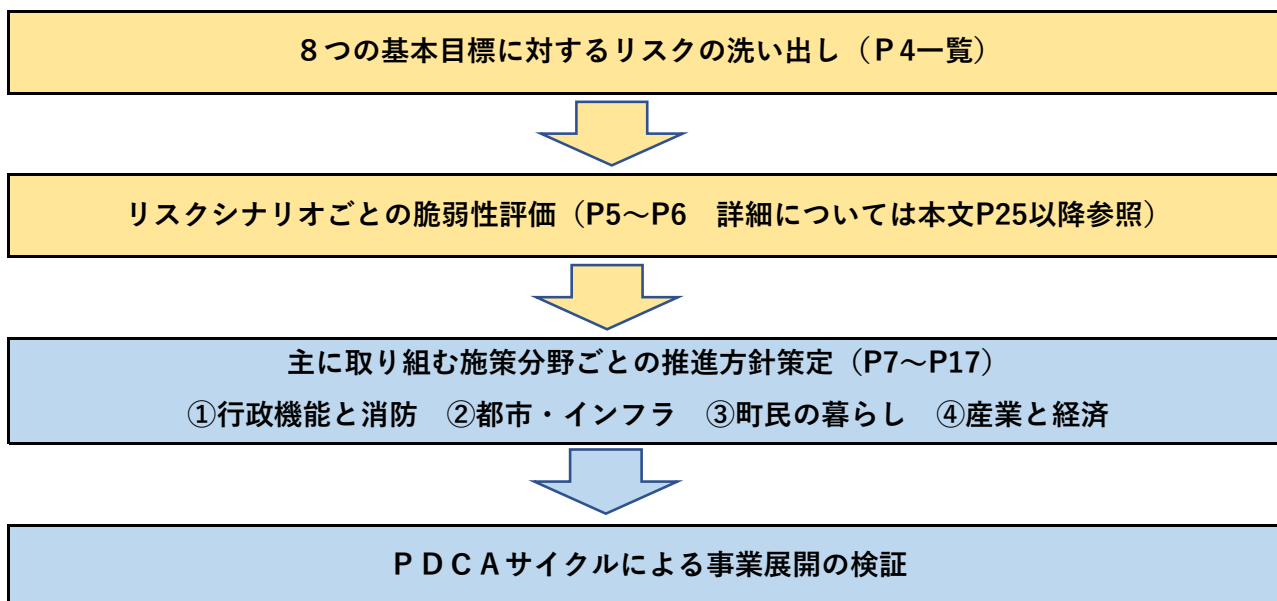 ８つの基本目標に対するリスクの洗い出し（Ｐ4一覧）
リスクシナリオごとの脆弱性評価（P5～P6　詳細については本文P25以降参照）
主に取り組む施策分野ごとの推進方針策定（P7～P17）
①行政機能と消防　②都市・インフラ　③町民の暮らし　④産業と経済
ＰＤＣＡサイクルによる事業展開の検証